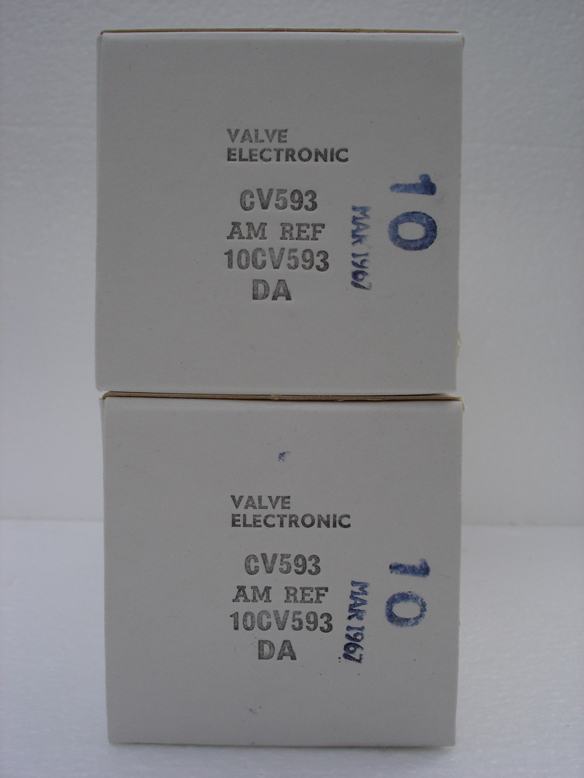 VALVE
ELECTRONIC
CV593
AM REF
10CV593
DA
10
MAR 1967
VALVE
ELECTRONIC
CV593
AM REF
10CV593
DA
10
MAR 1967